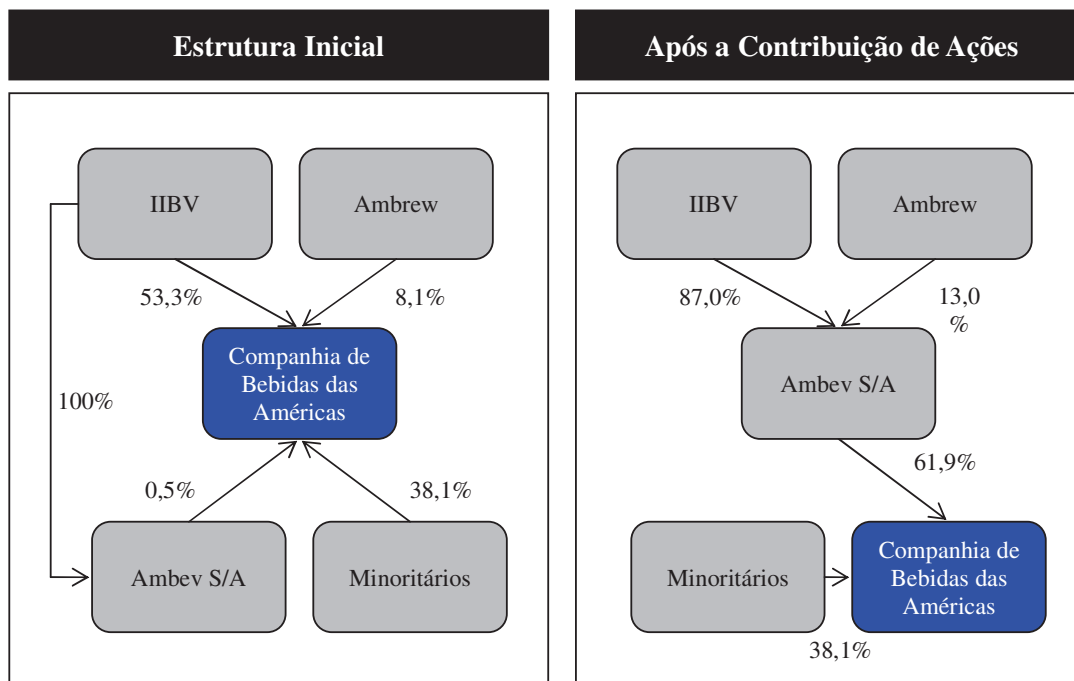 Estrutura Inicial
IIBV
Ambrew
53,3%
8,1%
Companhia de
Bebidas das
Américas
100%
0,5%
38,1%
Ambev S/A
Minoritários
Após a Contribuição de Ações
IIBV
Ambrew
87,0%
13,0
%
Ambev S/A
61,9%
Minoritários
Companhia de
Bebidas das
Américas
38,1%